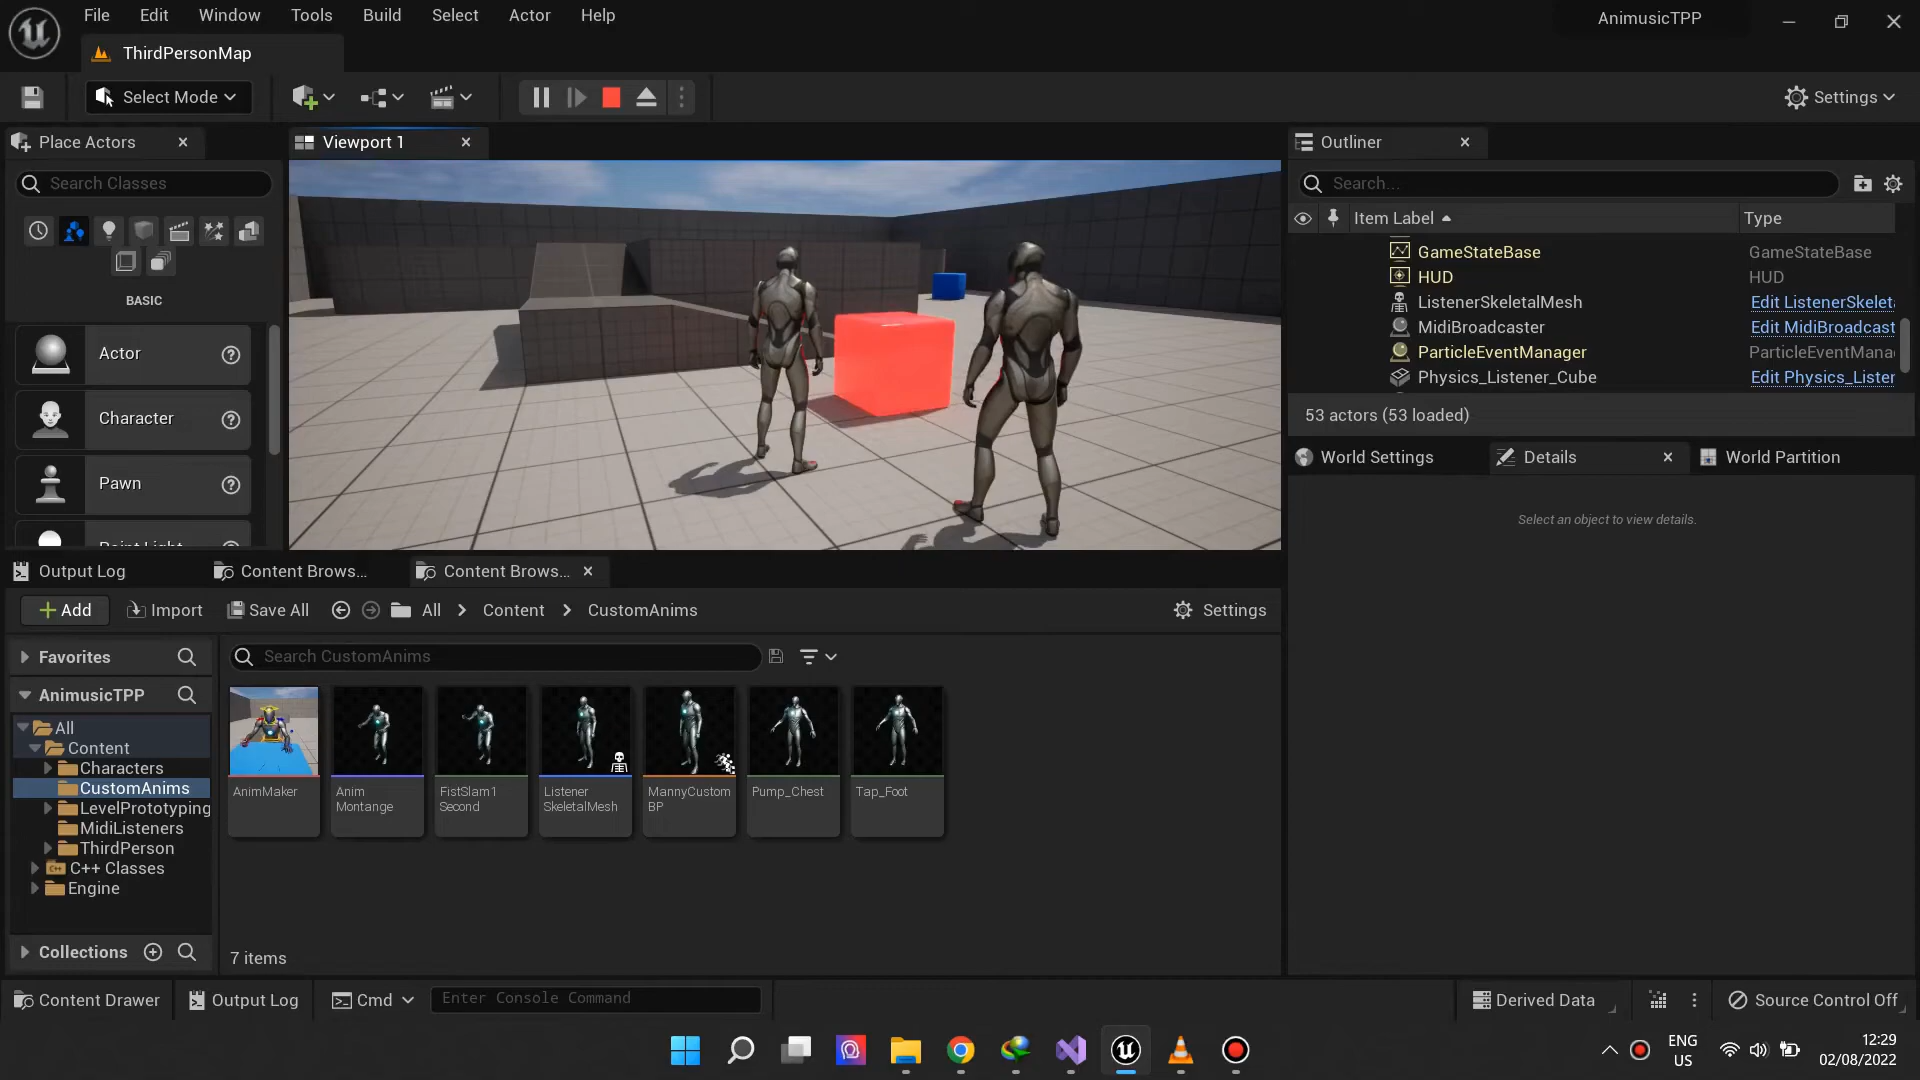 File Edit Window Tools Build Select Actor Help
AnimusicTPP
ThirdPersonMap
Select Mode
Settings
Place Actors
Viewport 1
Outliner
Search Classes
Search...
Item Label
Type
GameStateBase GameStateBase
HUD HUD
ListenerSkeletalMesh Edit ListenerSkeleta
MidiBroadcaster Edit MidiBroadcast
ParticleEventManager ParticleEventMana
Physics_Listener_Cube Edit Physics_Lister
53 actors (53 loaded)
BASIC
Actor
Character
Pawn
World Settings
Details
World Partition
Select an object to view details.
Output Log
Content Brows...
Content Brows...
Add
Import
Save All
All
Content
CustomAnims
Settings
Favorites
Search CustomAnims
AnimusicTPP
All
Content
Characters
CustomAnims
LevelPrototyping
MidiListeners
ThirdPerson
C++ Classes
Engine
Collections
AnimMaker
Anim
Montange
FistSlam1
Second
Listener
SkeletalMesh
MannyCustom
BP
Pump_Chest
Tap_Foot
7 items
Content Drawer
Output Log
Cmd
Enter Console Command
Derived Data
Source Control Off
ENG
US
12:29
02/08/2022